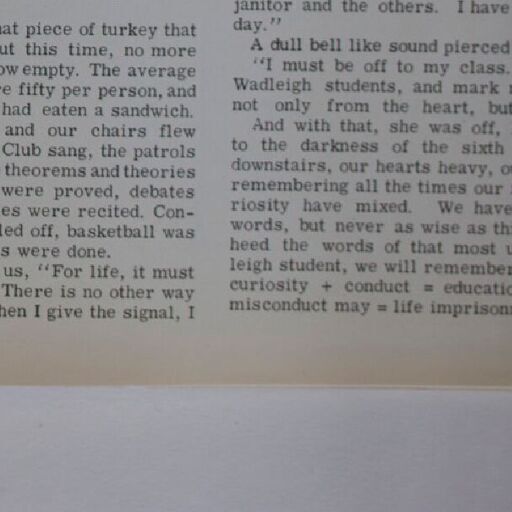 at piece of turkey that
ut this time, no more
ow empty. The average
e fifty per person, and
had eaten a sandwich.
and our chairs flew
Club sang, the patrols
theorems and theories
were proved, debates
es were recited. Con-
led off, basketball was
s were done.
us, "For life, it must
There is no other way
hen I give the signal, I
janitor and the others. I have
day."
A dull bell like sound pierced
"I must be off to my class.
Wadleigh students, and mark
not only from the heart, but
And with that, she was off,
to the darkness of the sixth
downstairs, our hearts heavy,
remembering all the times our
riosity have mixed. We have
words, but never as wise as
heed the words of that most
leigh student, we will remember
curiosity + conduct = educatio
misconduct may = life imprison